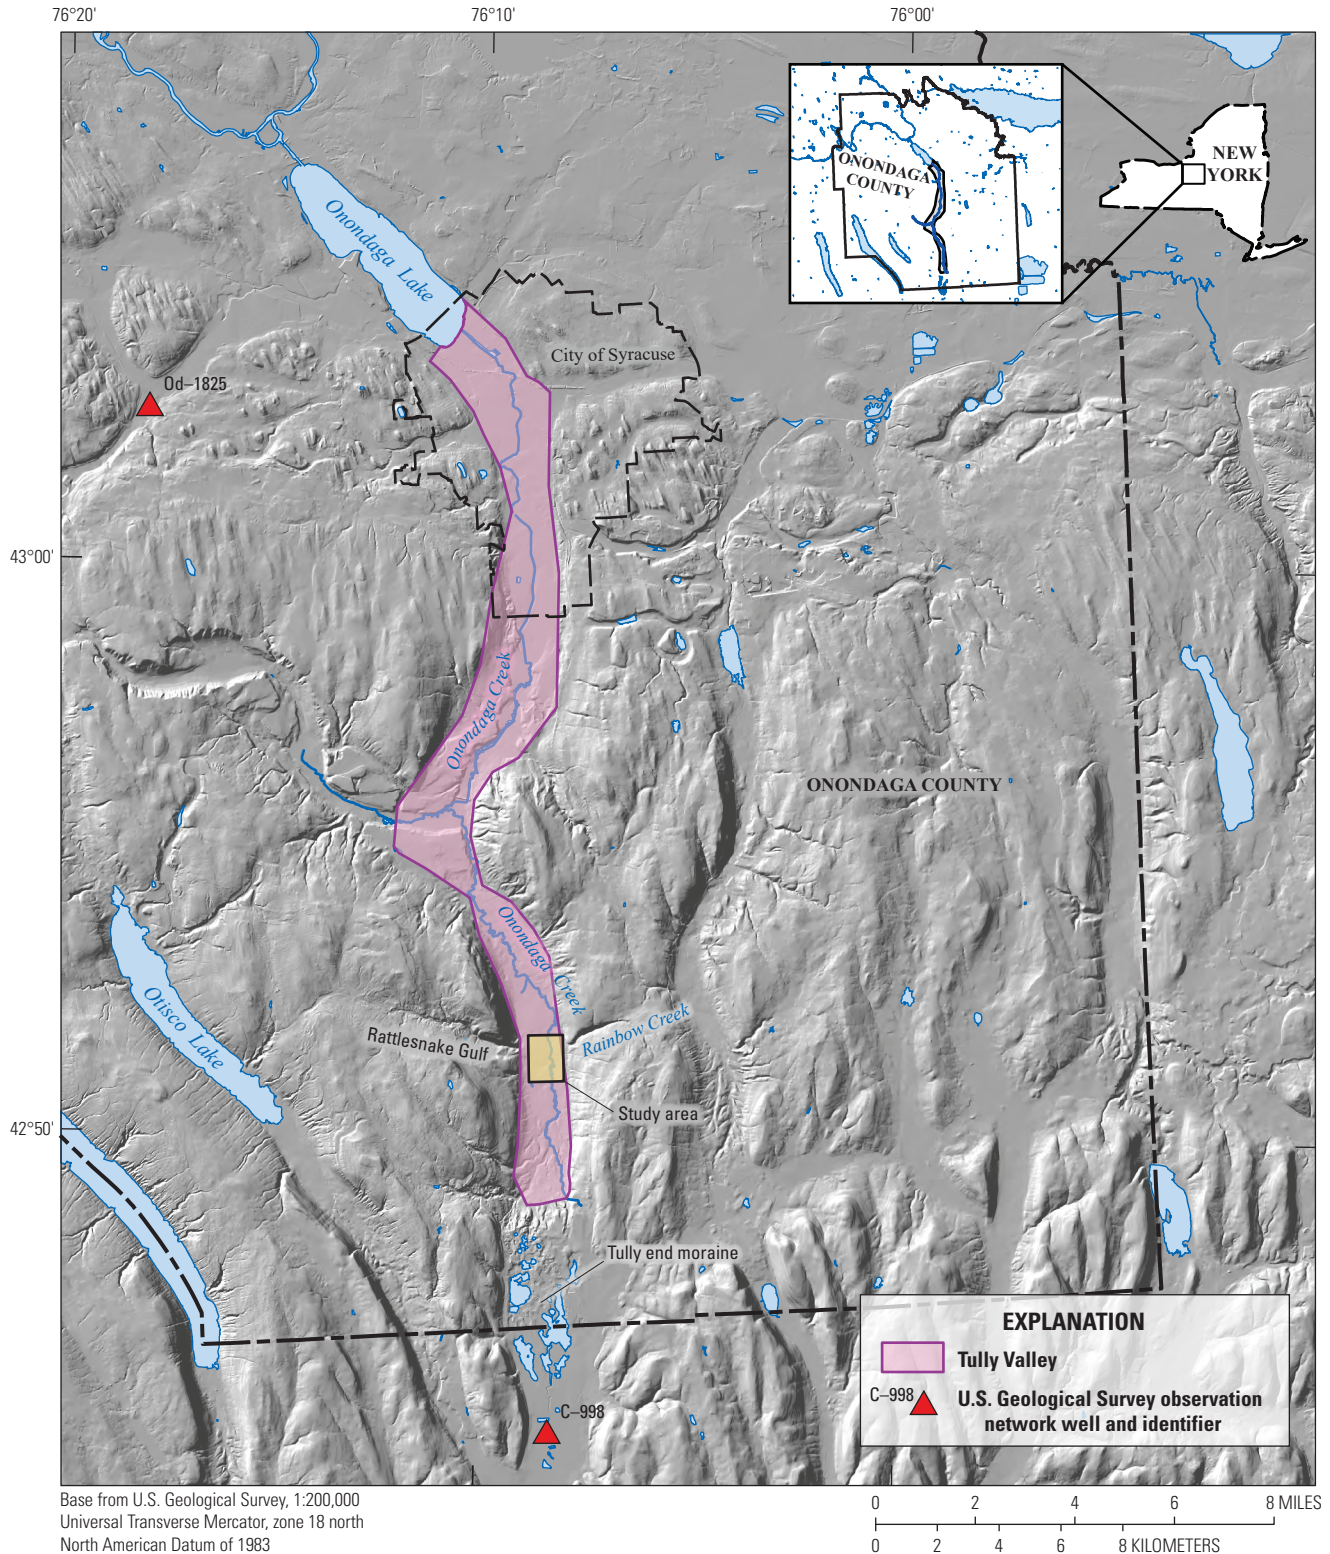 76°20'
76°10'
76°00'
ONONDAGA
COUNTY
NEW
YORK
Onondaga Lake
City of Syracuse
Od–1825
43°00'
Onondaga Creek
ONONDAGA COUNTY
Onondaga Creek
Otisco Lake
Rattlesnake Gulf
Rainbow Creek
Study area
42°50'
Tully end moraine
C–998
EXPLANATION
Tully Valley
C–998
U.S. Geological Survey observation
network well and identifier
Base from U.S. Geological Survey, 1:200,000
Universal Transverse Mercator, zone 18 north
North American Datum of 1983
0 2 4 6 8 MILES
0 2 4 6 8 KILOMETERS